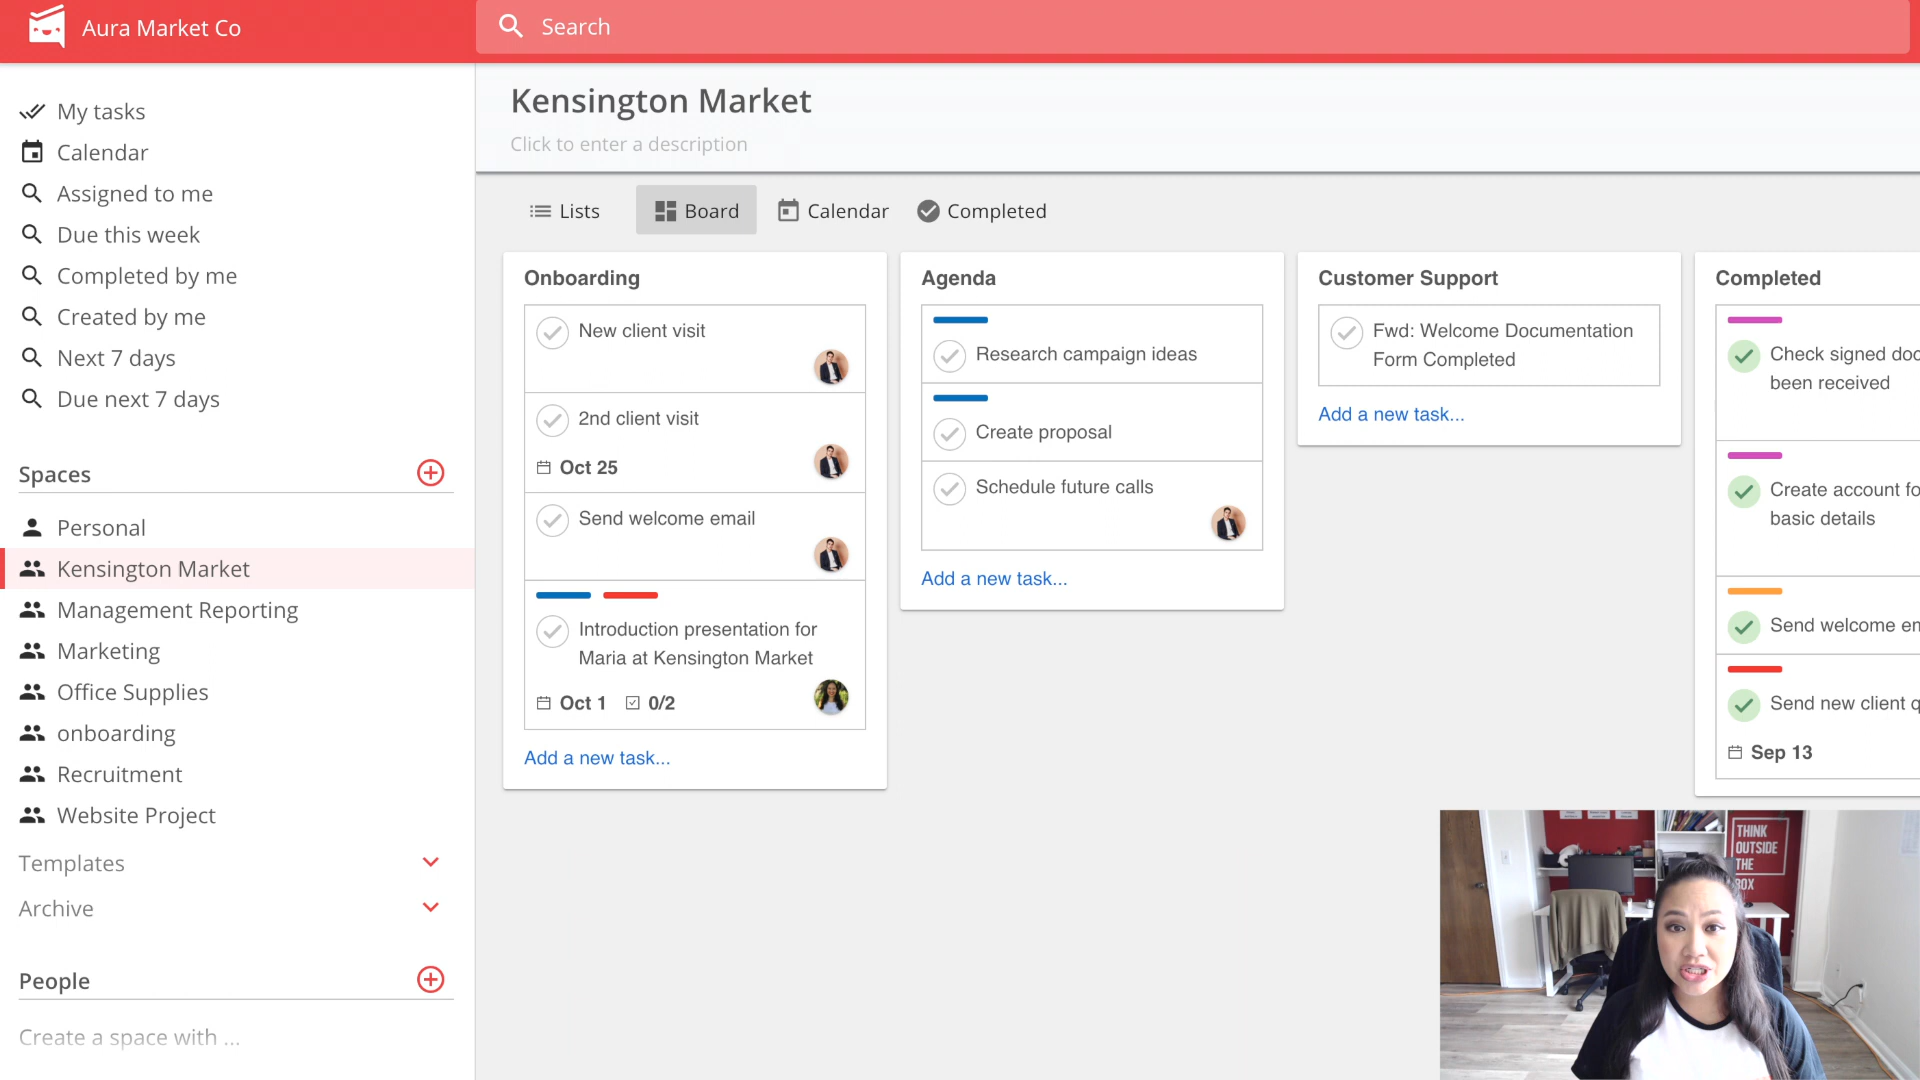 Aura Market Co
Search
My tasks
Calendar
Assigned to me
Due this week
Completed by me
Created by me
Next 7 days
Due next 7 days
Spaces
Personal
Kensington Market
Management Reporting
Marketing
Office Supplies
onboarding
Recruitment
Website Project
Templates
Archive
People
Create a space with ...
Kensington Market
Click to enter a description
Lists
Board
Calendar
Completed
Onboarding
New client visit
2nd client visit
Oct 25
Send welcome email
Introduction presentation for
Maria at Kensington Market
Oct 1 0/2
Add a new task...
Agenda
Research campaign ideas
Create proposal
Schedule future calls
Add a new task...
Customer Support
Fwd: Welcome Documentation
Form Completed
Add a new task...
Completed
Check signed doc
been received
Create account fo
basic details
Send welcome em
Send new client q
Sep 13
THINK
OUTSIDE
THE
BOX